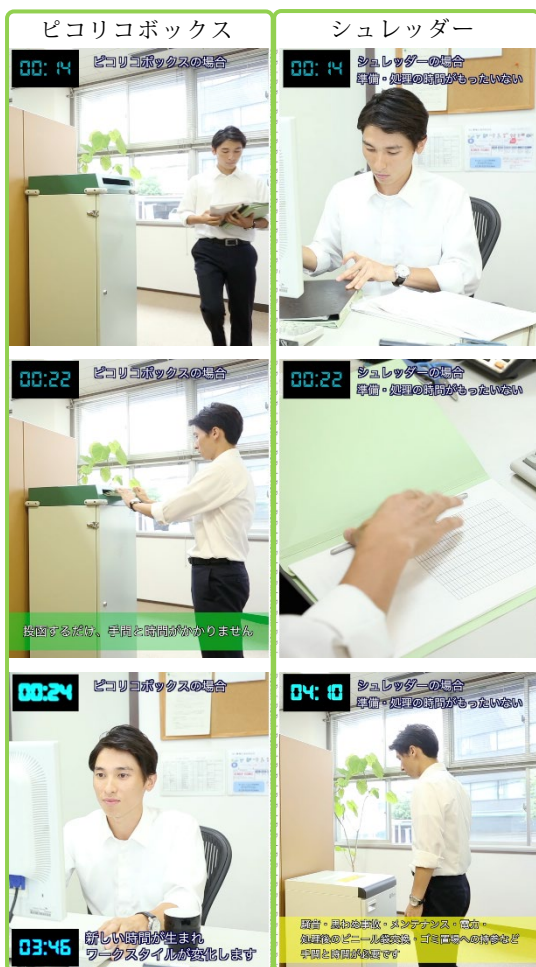 ピコリコボックス
シュレッダー
00:14
ピコリコボックスの場合
00:14
シュレッダーの場合
準備・処理の時間がもったいない
00:22
ピコリコボックスの場合
投函するだけ、手間と時間がかかりません
00:22
シュレッダーの場合
準備・処理の時間がもったいない
00:24
ピコリコボックスの場合
03:46
新しい時間が生まれ
ワークスタイルが変化します
04:10
シュレッダーの場合
準備・処理の時間がもったいない
騒音・思わぬ事故・メンテナンス・電力・
処理後のビニール袋交換・ゴミ置場への持参など
手間と時間が必要です